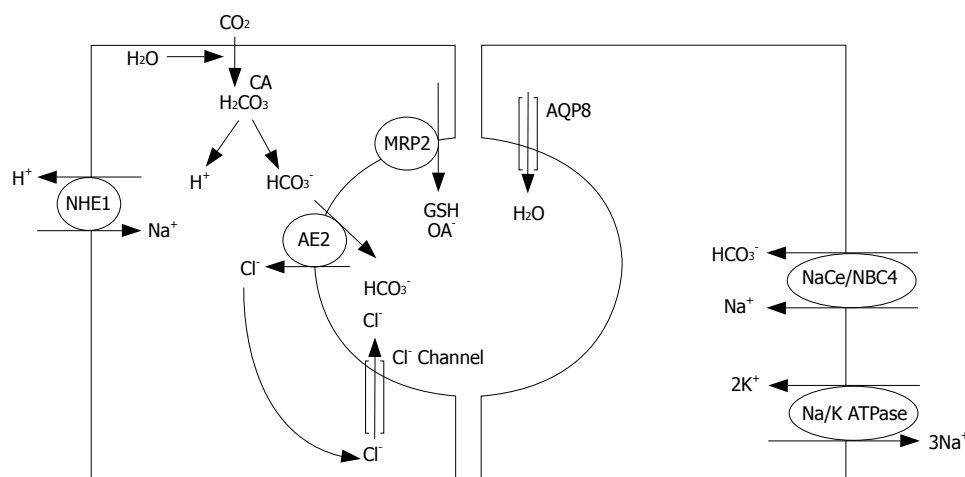 CO₂
H₂O
CA
H₂CO₃
AQP8
MRP2
H⁺
H⁺
HCO₃⁻
NHE1
GSH
OA⁻
H₂O
Na⁺
AE2
Cl⁻
HCO₃⁻
HCO₃⁻
NaCe/NBC4
Na⁺
Cl⁻
Cl⁻ Channel
2K⁺
Na/K ATPase
Cl⁻
3Na⁺